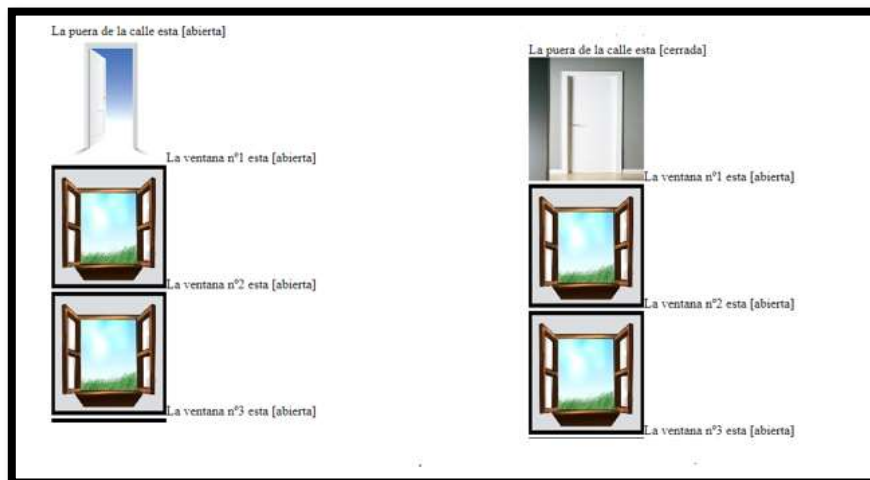 La puera de la calle esta [abierta]
La ventana nº1 esta [abierta]
La ventana nº2 esta [abierta]
La ventana nº3 esta [abierta]
La puera de la calle esta [cerrada]
La ventana nº1 esta [abierta]
La ventana nº2 esta [abierta]
La ventana nº3 esta [abierta]